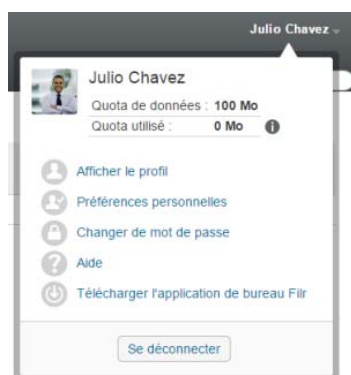 Julio Chavez
Julio Chavez
Quota de données : 100 Mo
Quota utilisé : 0 Mo
Afficher le profil
Préférences personnelles
Changer de mot de passe
Aide
Télécharger l'application de bureau Filr
Se déconnecter